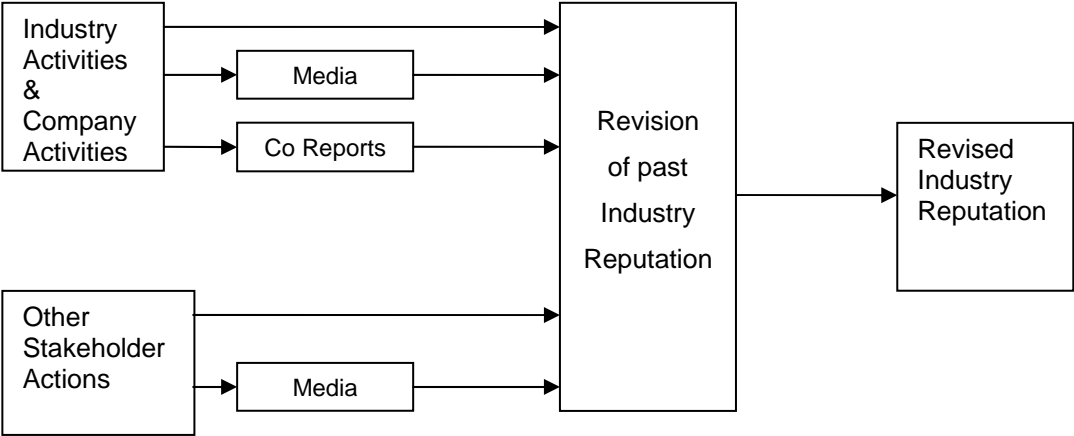 Industry
Activities
&
Company
Activities
Media
Co Reports
Other
Stakeholder
Actions
Media
Revision
of past
Industry
Reputation
Revised
Industry
Reputation